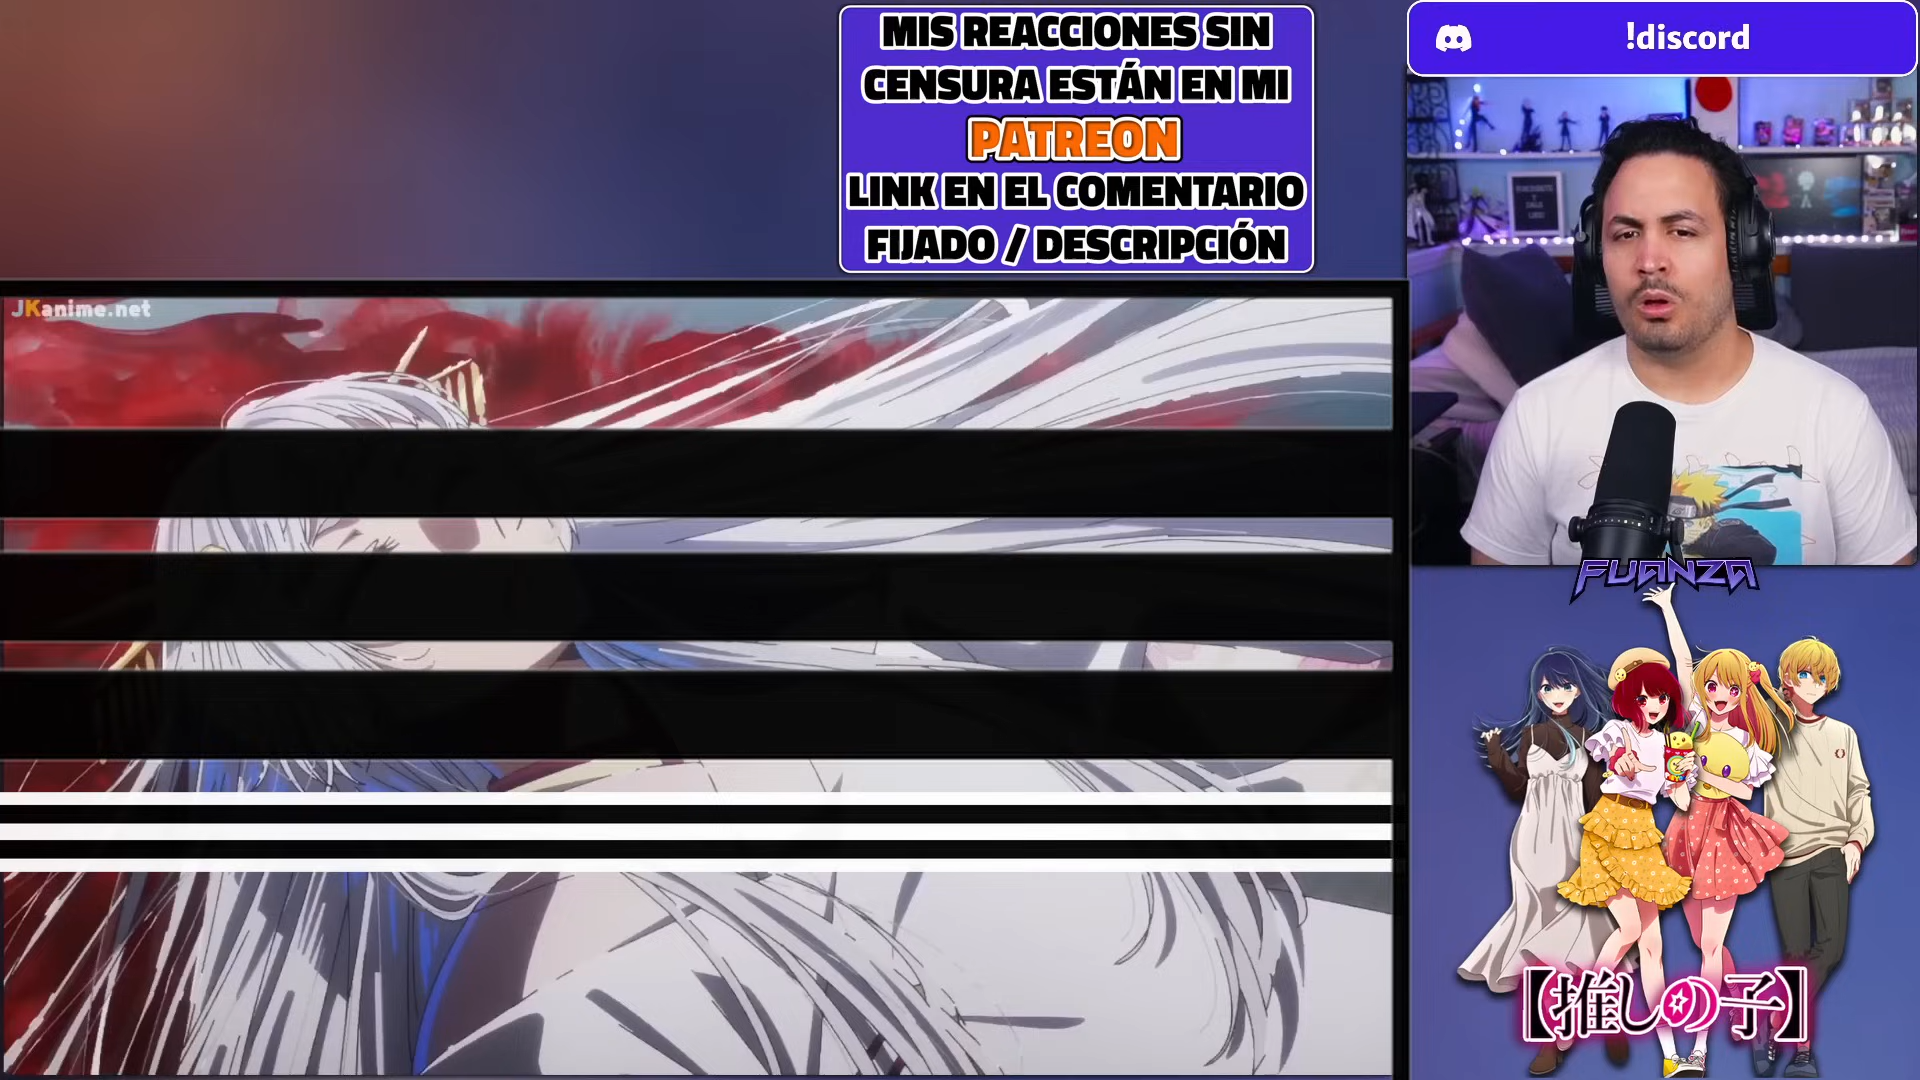 MIS REACCIONES SIN
CENSURA ESTÁN EN MI
PATREON
LINK EN EL COMENTARIO
FIJADO / DESCRIPCIÓN
!discord
JKanime.net
FUANZA
【推しの子】